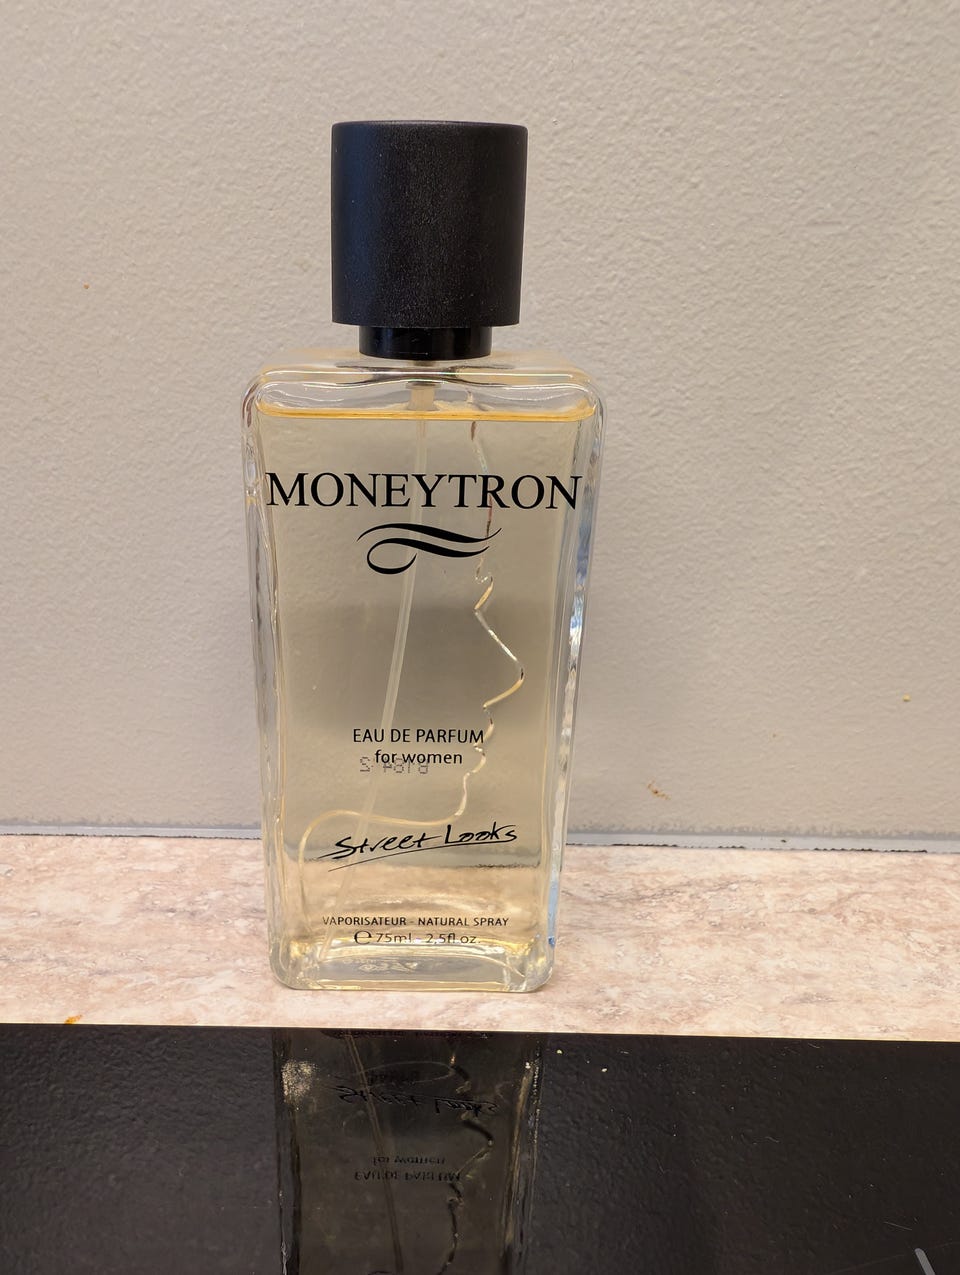 MONEYTRON
EAU DE PARFUM
for women
Street Looks
VAPORISATEUR - NATURAL SPRAY
℮ 75ml - 2,5fl.oz.